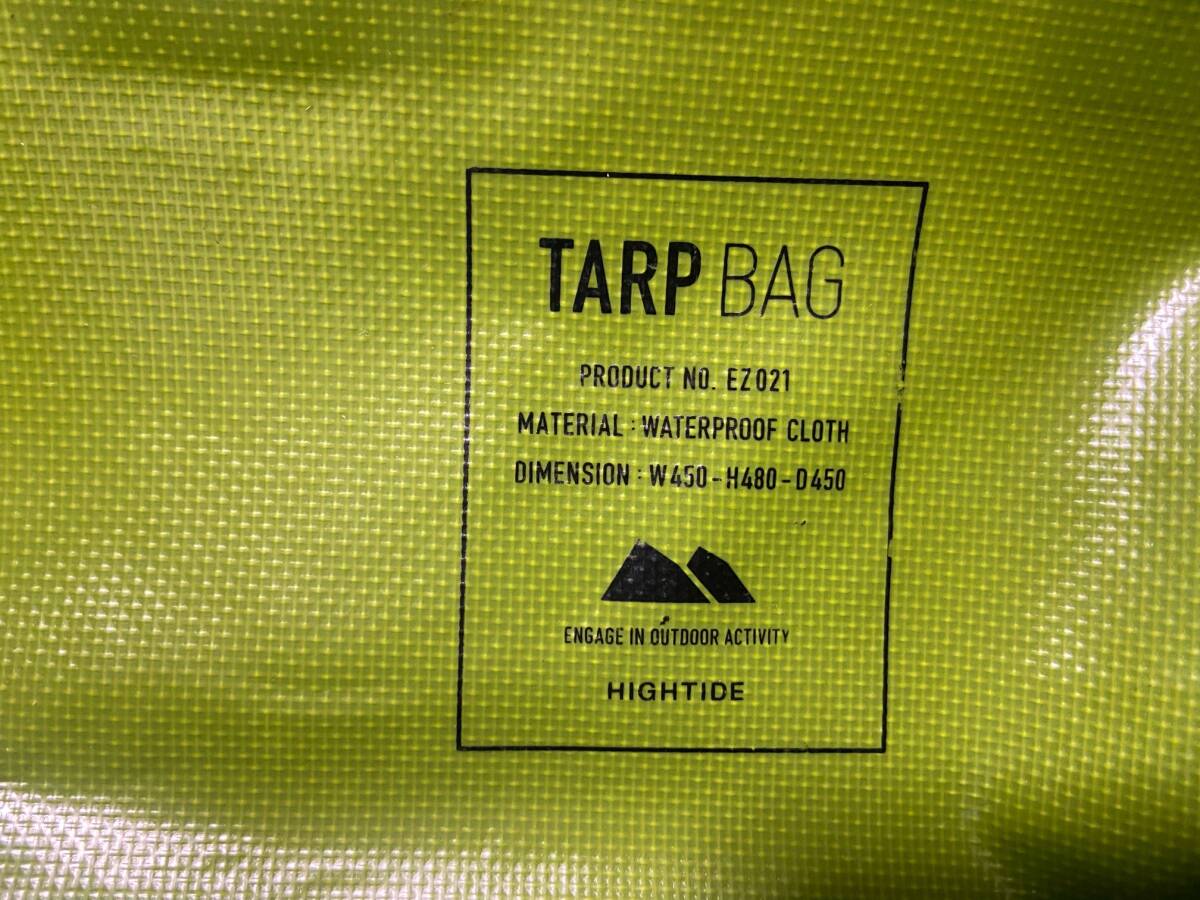 TARP BAG
PRODUCT NO. EZ021
MATERIAL : WATERPROOF CLOTH
DIMENSION : W450-H480-D450
ENGAGE IN OUTDOOR ACTIVITY
HIGHTIDE